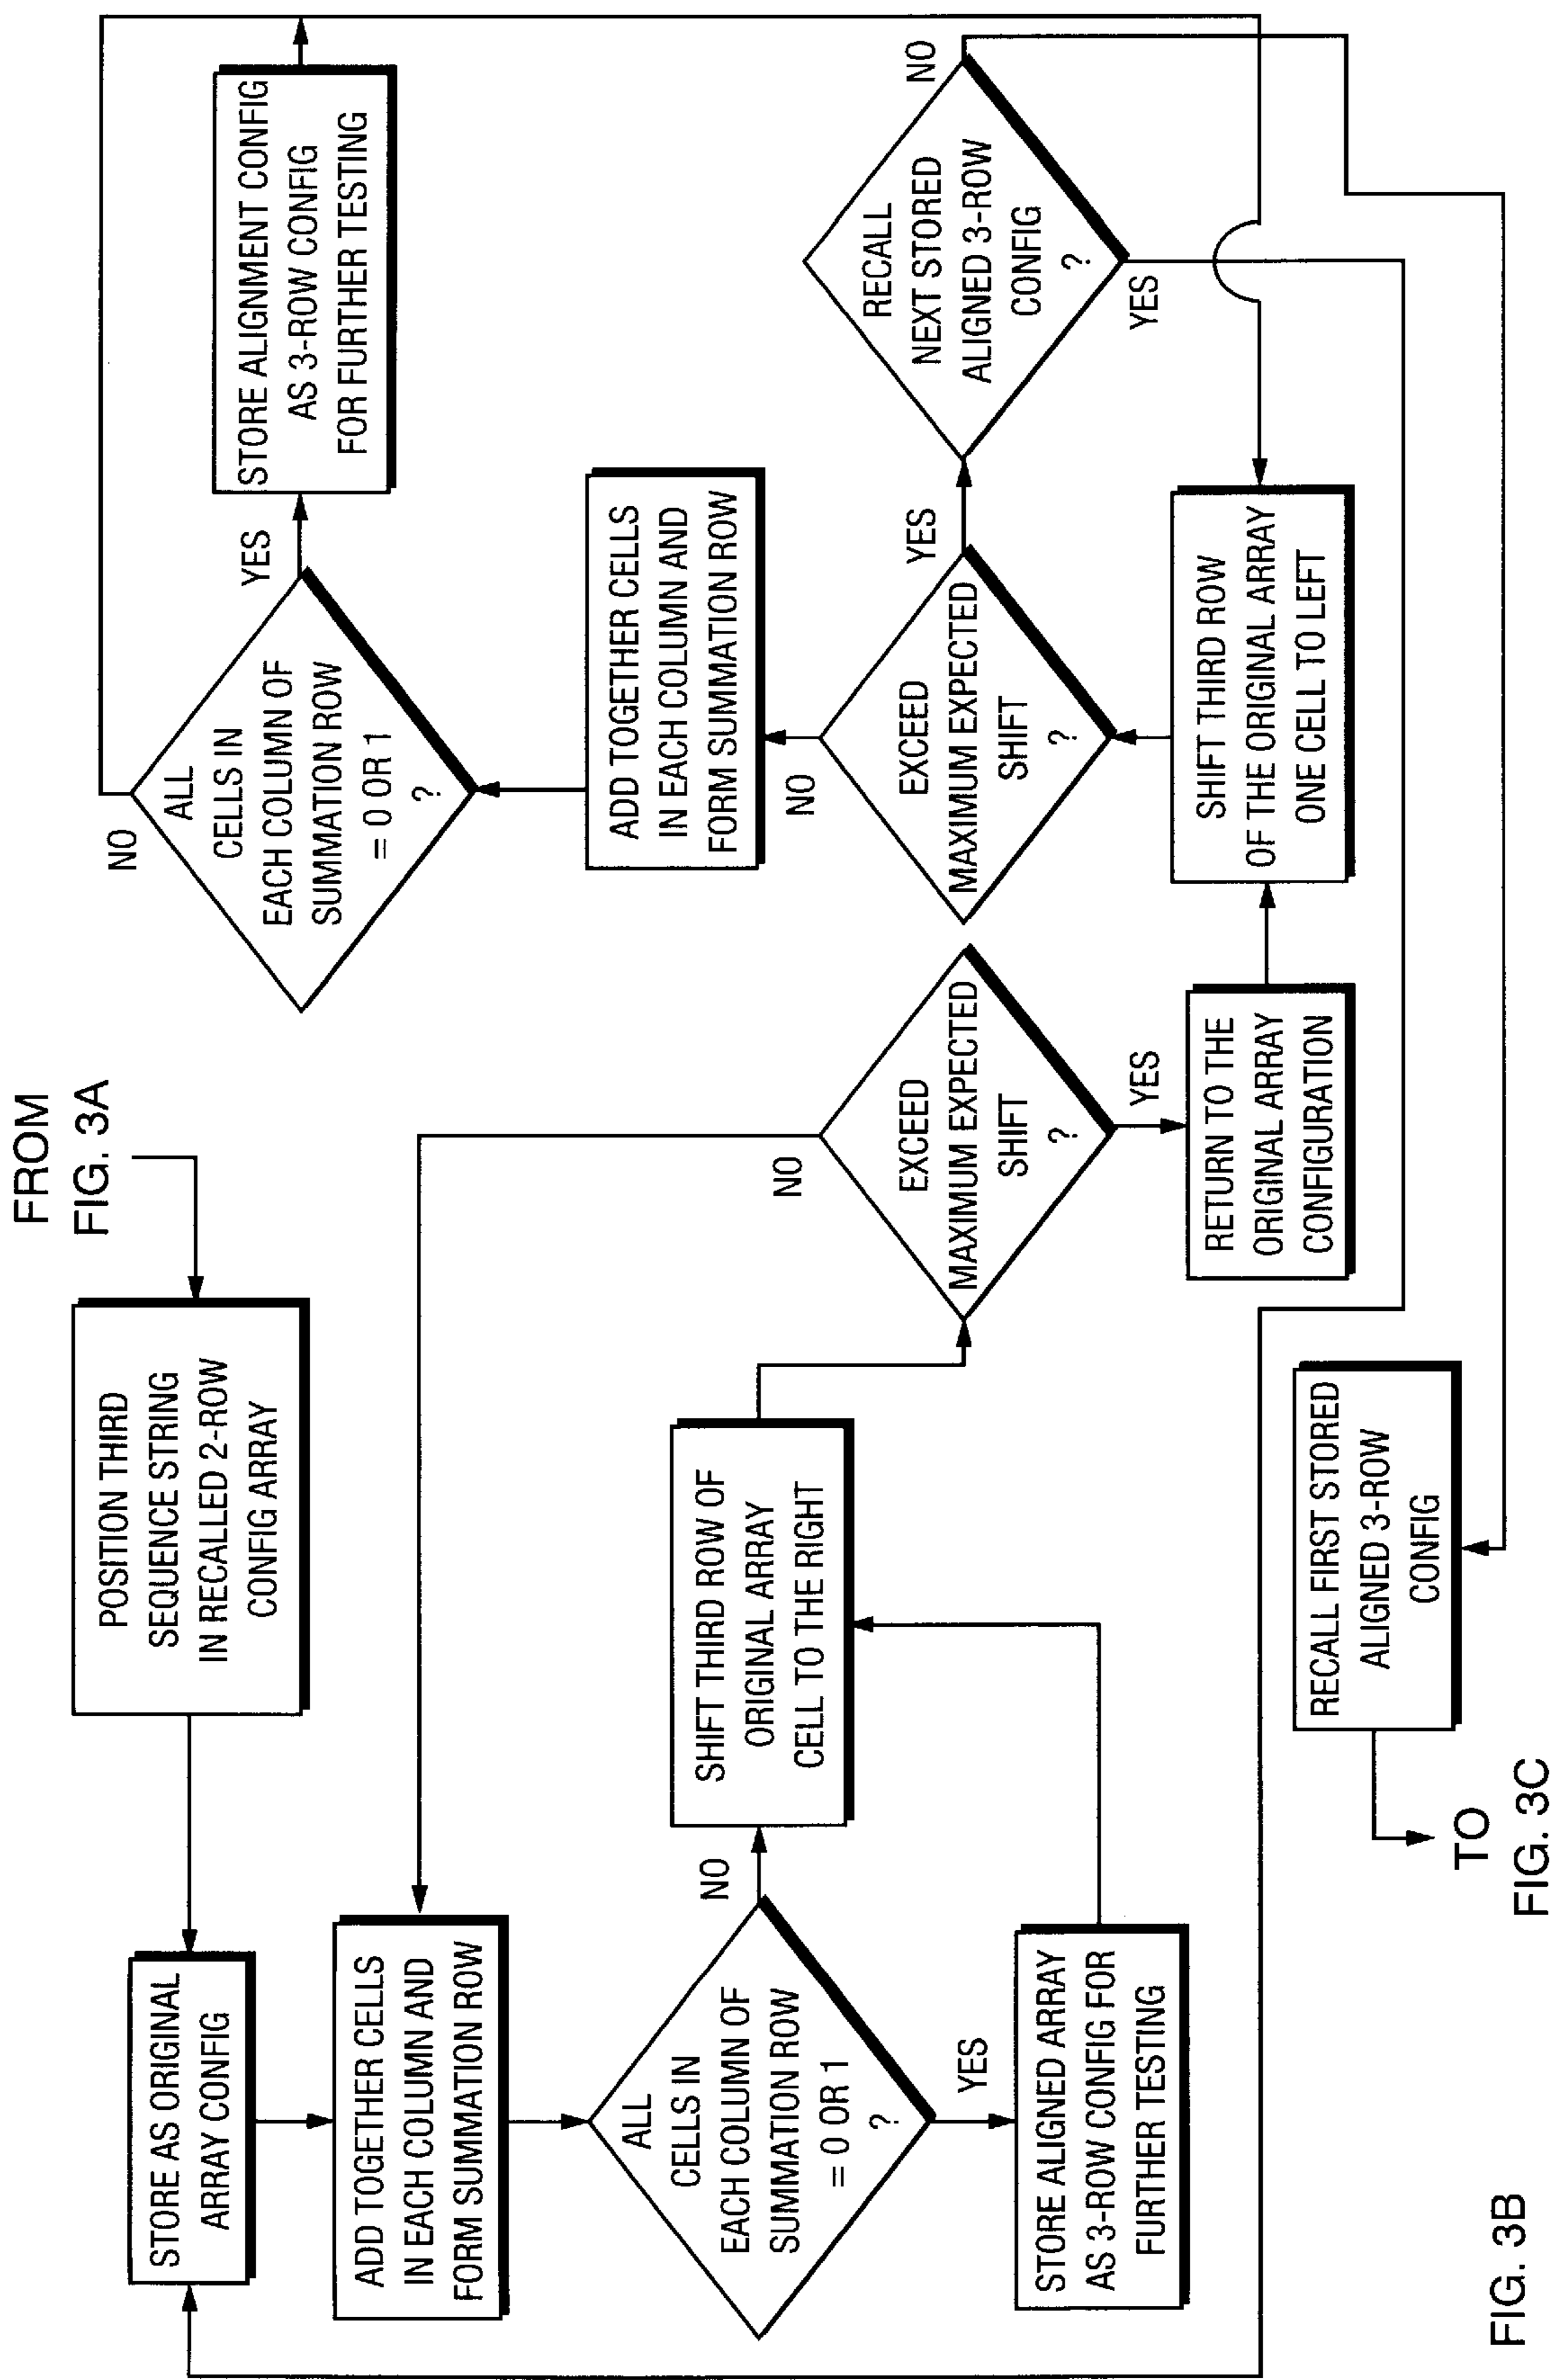 FROM
FIG. 3A
POSITION THIRD
SEQUENCE STRING
IN RECALLED 2-ROW
CONFIG ARRAY
STORE AS ORIGINAL
ARRAY CONFIG
ADD TOGETHER CELLS
IN EACH COLUMN AND
FORM SUMMATION ROW
ALL
CELLS IN
EACH COLUMN OF
SUMMATION ROW
= 0 OR 1
?
NO
YES
STORE ALIGNED ARRAY
AS 3-ROW CONFIG FOR
FURTHER TESTING
SHIFT THIRD ROW OF
ORIGINAL ARRAY
CELL TO THE RIGHT
EXCEED
MAXIMUM EXPECTED
SHIFT
?
NO
YES
RETURN TO THE
ORIGINAL ARRAY
CONFIGURATION
SHIFT THIRD ROW
OF THE ORIGINAL ARRAY
ONE CELL TO LEFT
EXCEED
MAXIMUM EXPECTED
SHIFT
?
NO
YES
ADD TOGETHER CELLS
IN EACH COLUMN AND
FORM SUMMATION ROW
ALL
CELLS IN
EACH COLUMN OF
SUMMATION ROW
= 0 OR 1
?
NO
YES
STORE ALIGNMENT CONFIG
AS 3-ROW CONFIG
FOR FURTHER TESTING
RECALL
NEXT STORED
ALIGNED 3-ROW
CONFIG
?
NO
YES
RECALL FIRST STORED
ALIGNED 3-ROW
CONFIG
TO
FIG. 3C
FIG. 3B